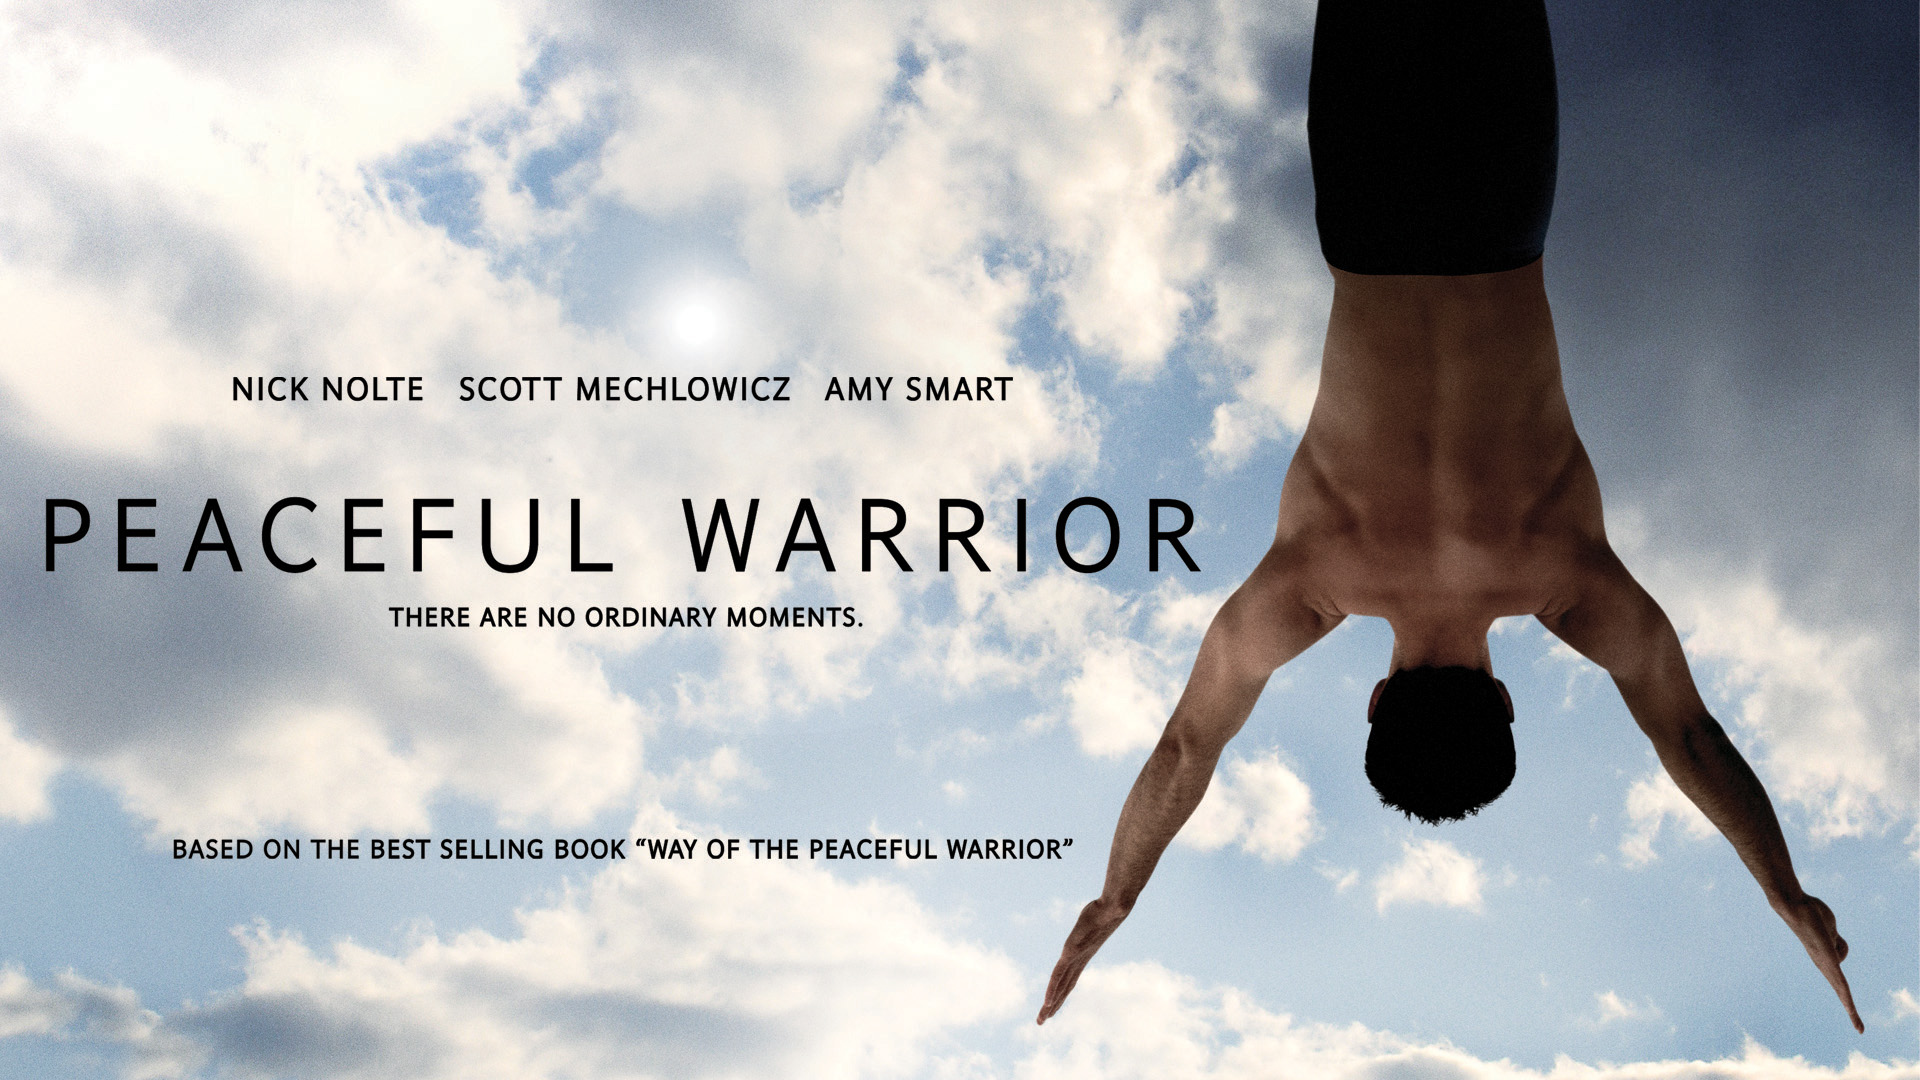 NICK NOLTE SCOTT MECHLOWICZ AMY SMART
PEACEFUL WARRIOR
THERE ARE NO ORDINARY MOMENTS.
BASED ON THE BEST SELLING BOOK “WAY OF THE PEACEFUL WARRIOR”